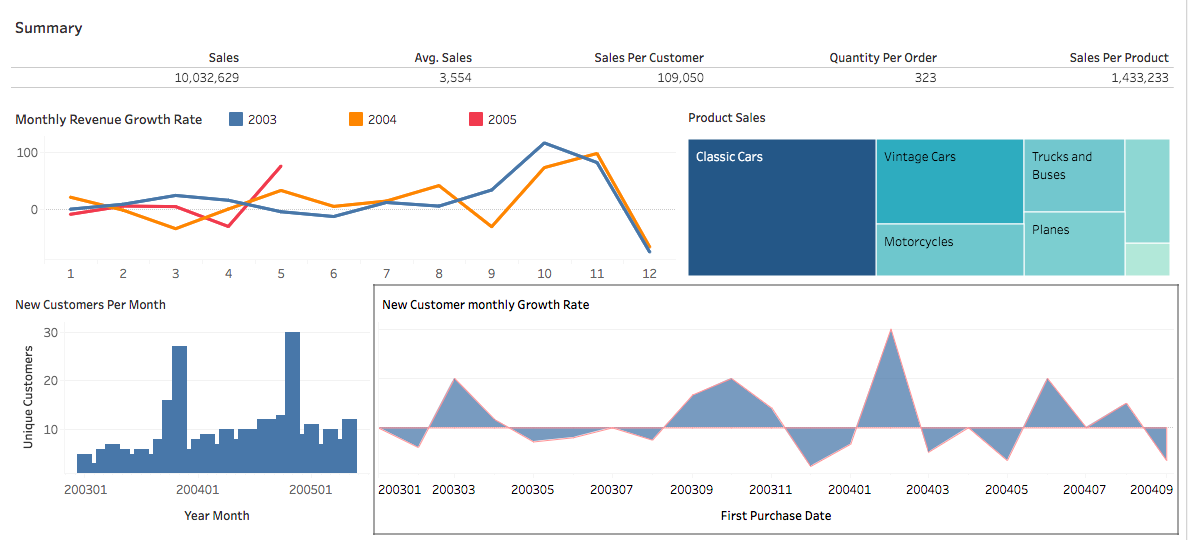 Summary
Sales Avg. Sales Sales Per Customer Quantity Per Order Sales Per Product
10,032,629 3,554 109,050 323 1,433,233
Monthly Revenue Growth Rate 2003 2004 2005
100
0
1 2 3 4 5 6 7 8 9 10 11 12
Product Sales
Classic Cars
Vintage Cars
Motorcycles
Trucks and
Buses
Planes
New Customers Per Month
Unique Customers
30
20
10
200301 200401 200501
Year Month
New Customer monthly Growth Rate
200301 200303 200305 200307 200309 200311 200401 200403 200405 200407 200409
First Purchase Date